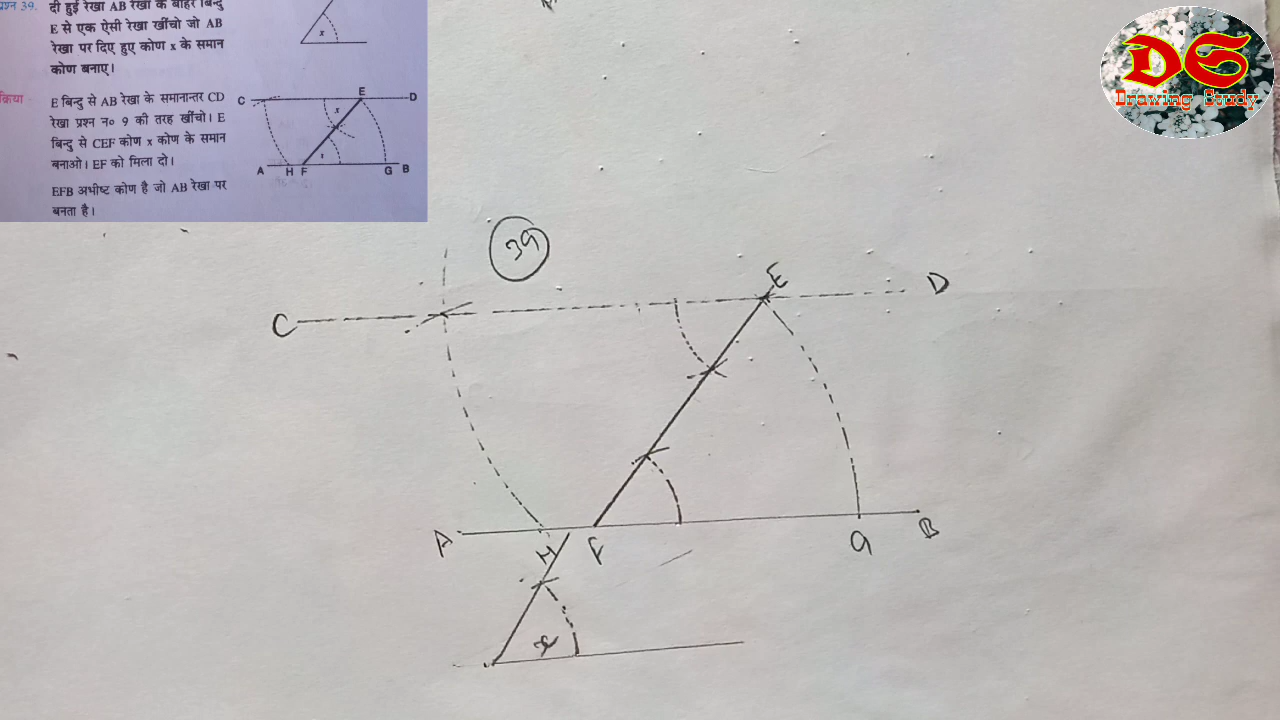 प्रश्न 39. दी हुई रेखा AB रेखा के बाहर बिन्दु
E से एक ऐसी रेखा खींचो जो AB
रेखा पर दिए हुए कोण x के समान
कोण बनाए।
x
क्रिया
E बिन्दु से AB रेखा के समानान्तर CD
रेखा प्रश्न न० 9 की तरह खींचो। E
बिन्दु से CEF कोण x कोण के समान
बनाओ। EF को मिला दो।
EFB अभीष्ट कोण है जो AB रेखा पर
बनता है।
C E D
x
A H F G B
DS
Drawing Study
39
C E D
A H F G B
x